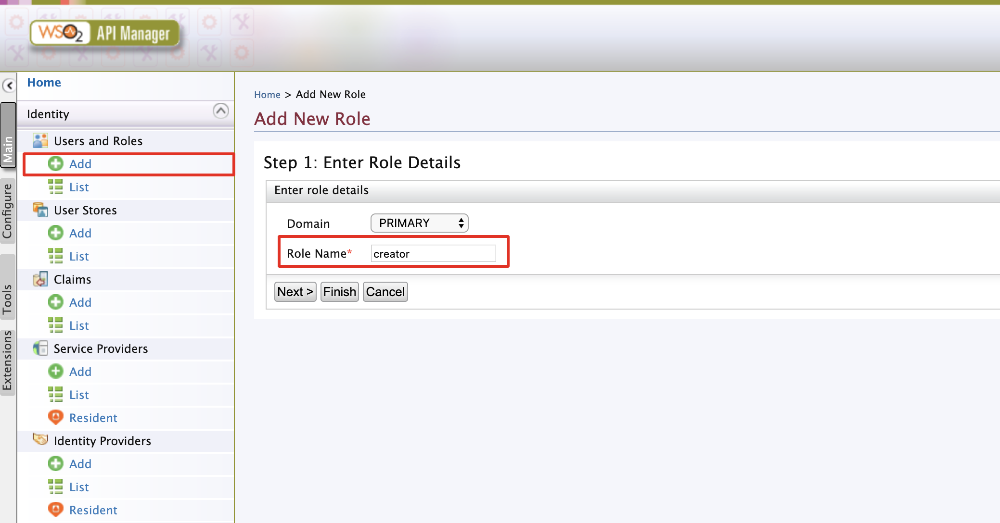 WSO2 API Manager
Home
Identity
Users and Roles
Add
List
User Stores
Add
List
Claims
Add
List
Service Providers
Add
List
Resident
Identity Providers
Add
List
Resident
Main
Configure
Tools
Extensions
Home > Add New Role
Add New Role
Step 1: Enter Role Details
Enter role details
Domain PRIMARY
Role Name* creator
Next > Finish Cancel